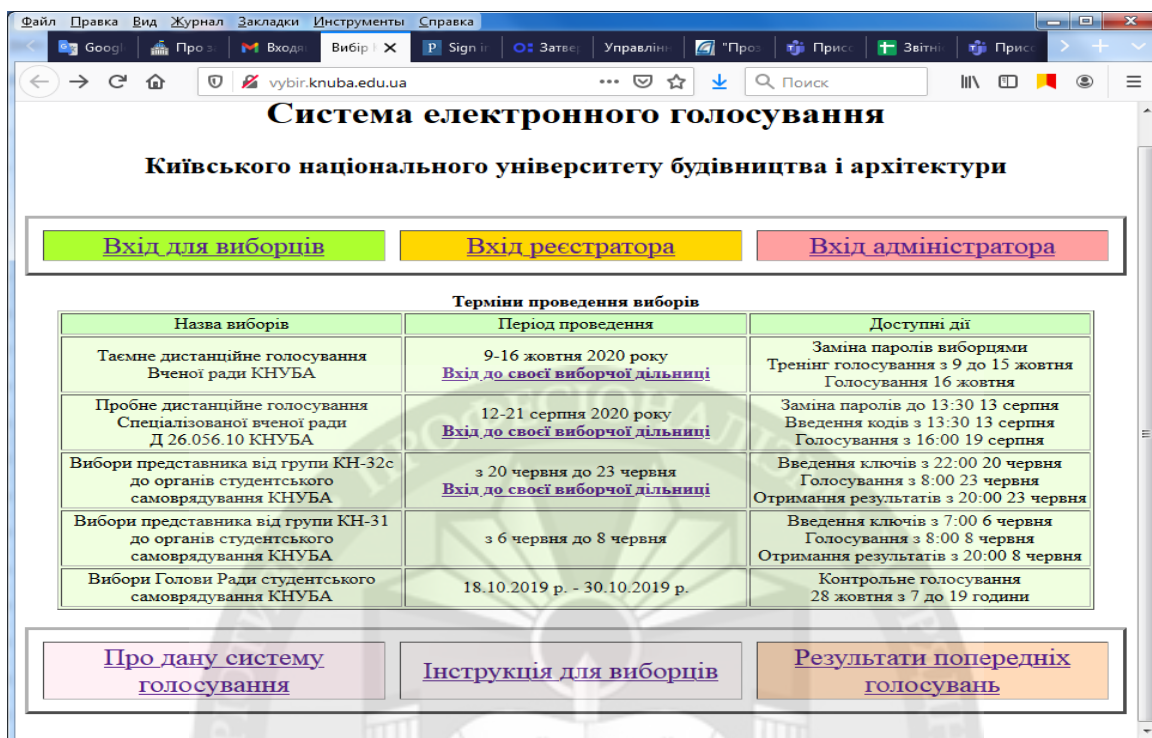 Файл Правка Вид Журнал Закладки Инструменты Справка
Googl Про за Входя Вибір Sign in Затвер Управлінн "Про Присо Звітні Присо
vybir.knuba.edu.ua Поиск
Система електронного голосування
Київського національного університету будівництва і архітектури
Вхід для виборців Вхід реєстратора Вхід адміністратора
Терміни проведення виборів
Назва виборів Період проведення Доступні дії
Таємне дистанційне голосування
Вченої ради КНУБА
9-16 жовтня 2020 року
Вхід до своєї виборчої дільниці
Заміна паролів виборцями
Тренінг голосування з 9 до 15 жовтня
Голосування 16 жовтня
Пробне дистанційне голосування
Спеціалізованої вченої ради
Д 26.056.10 КНУБА
12-21 серпня 2020 року
Вхід до своєї виборчої дільниці
Заміна паролів до 13:30 13 серпня
Введення кодів з 13:30 13 серпня
Голосування з 16:00 19 серпня
Вибори представника від групи КН-32с
до органів студентського
самоврядування КНУБА
з 20 червня до 23 червня
Вхід до своєї виборчої дільниці
Введення ключів з 22:00 20 червня
Голосування з 8:00 23 червня
Отримання результатів з 20:00 23 червня
Вибори представника від групи КН-31
до органів студентського
самоврядування КНУБА
з 6 червня до 8 червня
Введення ключів з 7:00 6 червня
Голосування з 8:00 8 червня
Отримання результатів з 20:00 8 червня
Вибори Голови Ради студентського
самоврядування КНУБА
18.10.2019 р. - 30.10.2019 р.
Контрольне голосування
28 жовтня з 7 до 19 години
Про дану систему
голосування
Інструкція для виборців
Результати попередніх
голосувань